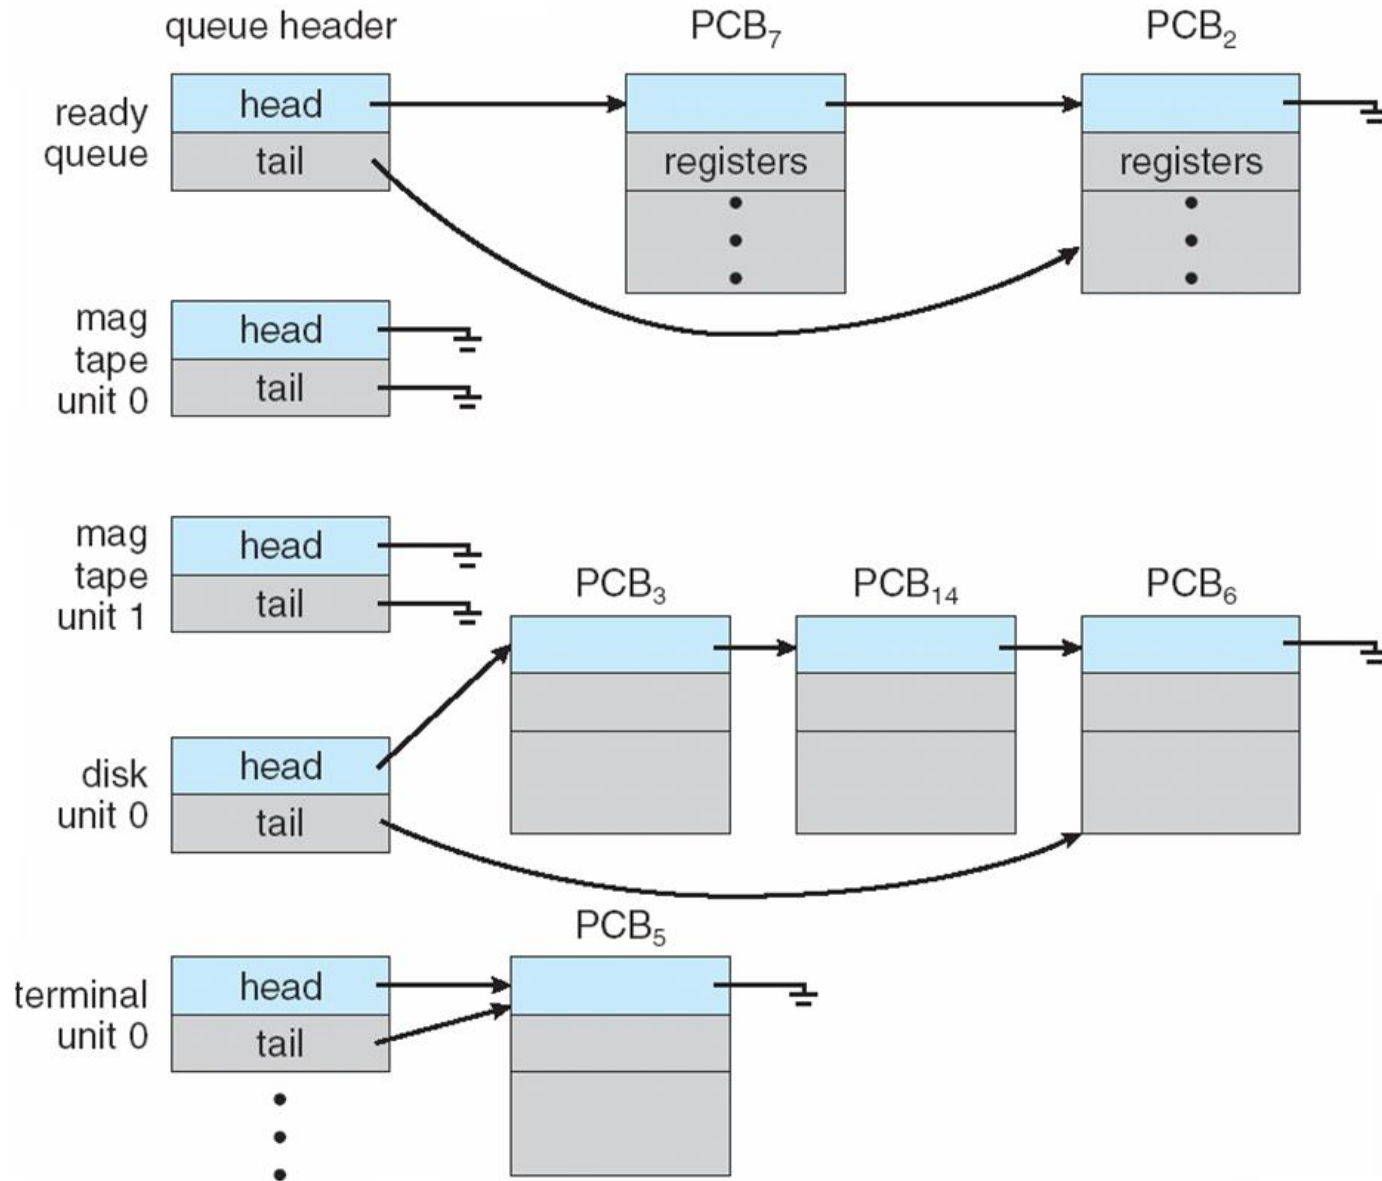 queue header
PCB₇
PCB₂
ready
queue
head
tail
registers
registers
mag
tape
unit 0
head
tail
mag
tape
unit 1
head
tail
PCB₃
PCB₁₄
PCB₆
disk
unit 0
head
tail
PCB₅
terminal
unit 0
head
tail